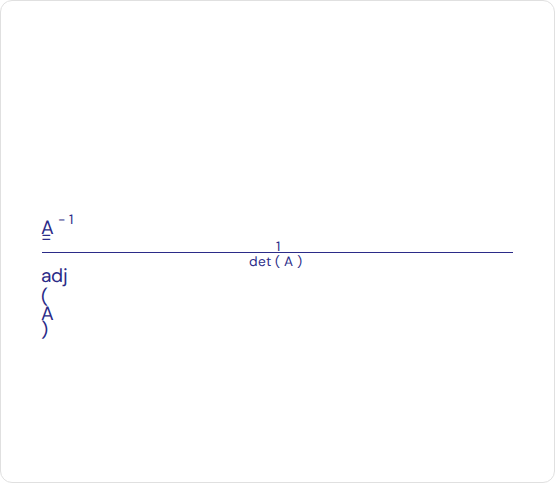 A⁻¹
=
1
det ( A )
adj
(
A
)